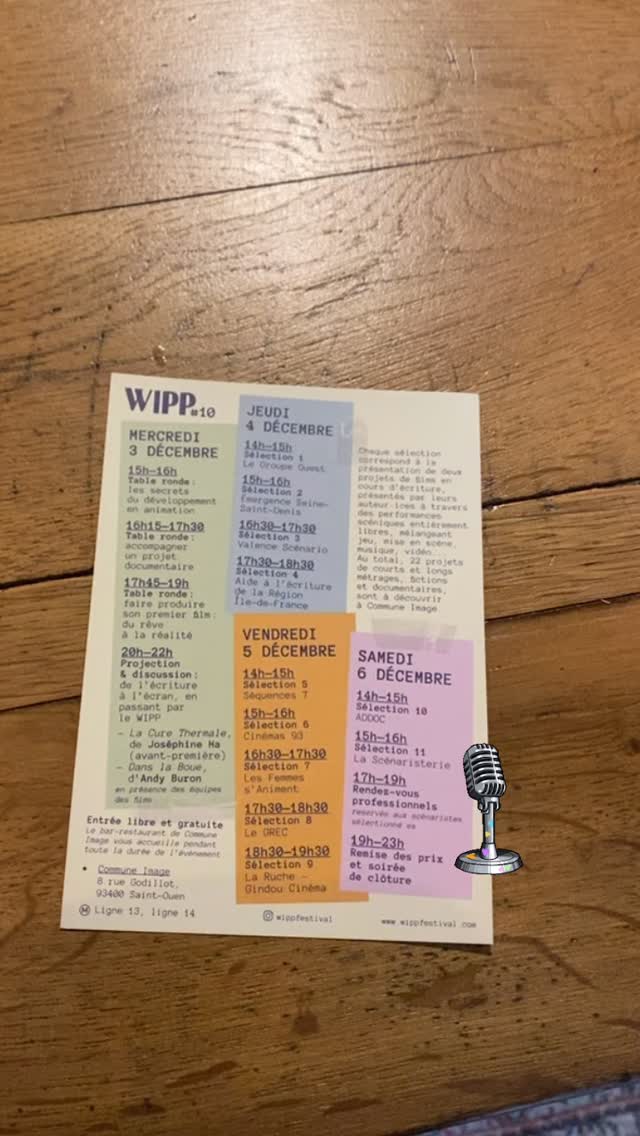 WIPP#10
MERCREDI
3 DÉCEMBRE
15h–16h
Table ronde :
les secrets
du développement
en animation
16h15–17h30
Table ronde :
accompagner
un projet
documentaire
17h45–19h
Table ronde :
faire produire
son premier film :
du rêve
à la réalité
20h–22h
Projection
& discussion :
de l'écriture
à l'écran, en
passant par
le WIPP
– La Cure Thermale,
de Joséphine Ha
(avant-première)
– Dans la Boue,
d'Andy Buron
en présence des équipes
des films
JEUDI
4 DÉCEMBRE
14h–15h
Sélection 1
Le Groupe Ouest
15h–16h
Sélection 2
Émergence Seine-
Saint-Denis
16h30–17h30
Sélection 3
Valence Scénario
17h30–18h30
Sélection 4
Aide à l'écriture
de la Région
Île-de-France
VENDREDI
5 DÉCEMBRE
14h–15h
Sélection 5
Séquences 7
15h–16h
Sélection 6
Cinémas 93
16h30–17h30
Sélection 7
Les Femmes
s'Animent
17h30–18h30
Sélection 8
Le GREC
18h30–19h30
Sélection 9
La Ruche –
Gindou Cinéma
Chaque sélection
correspond à la
présentation de deux
projets de films en
cours d'écriture,
présentés par leurs
auteur·ices à travers
des performances
scéniques entièrement
libres, mélangeant
jeu, mise en scène,
musique, vidéo...
Au total, 22 projets
de courts et longs
métrages, fictions
et documentaires,
sont à découvrir
à Commune Image
SAMEDI
6 DÉCEMBRE
14h–15h
Sélection 10
ADDOC
15h–16h
Sélection 11
La Scénaristerie
17h–19h
Rendez-vous
professionnels
réservés aux scénaristes
sélectionné·es
19h–23h
Remise des prix
et soirée
de clôture
Entrée libre et gratuite
Le bar-restaurant de Commune
Image vous accueille pendant
toute la durée de l'événement
• Commune Image
8 rue Godillot,
93400 Saint-Ouen
M Ligne 13, ligne 14
wippfestival
www.wippfestival.com